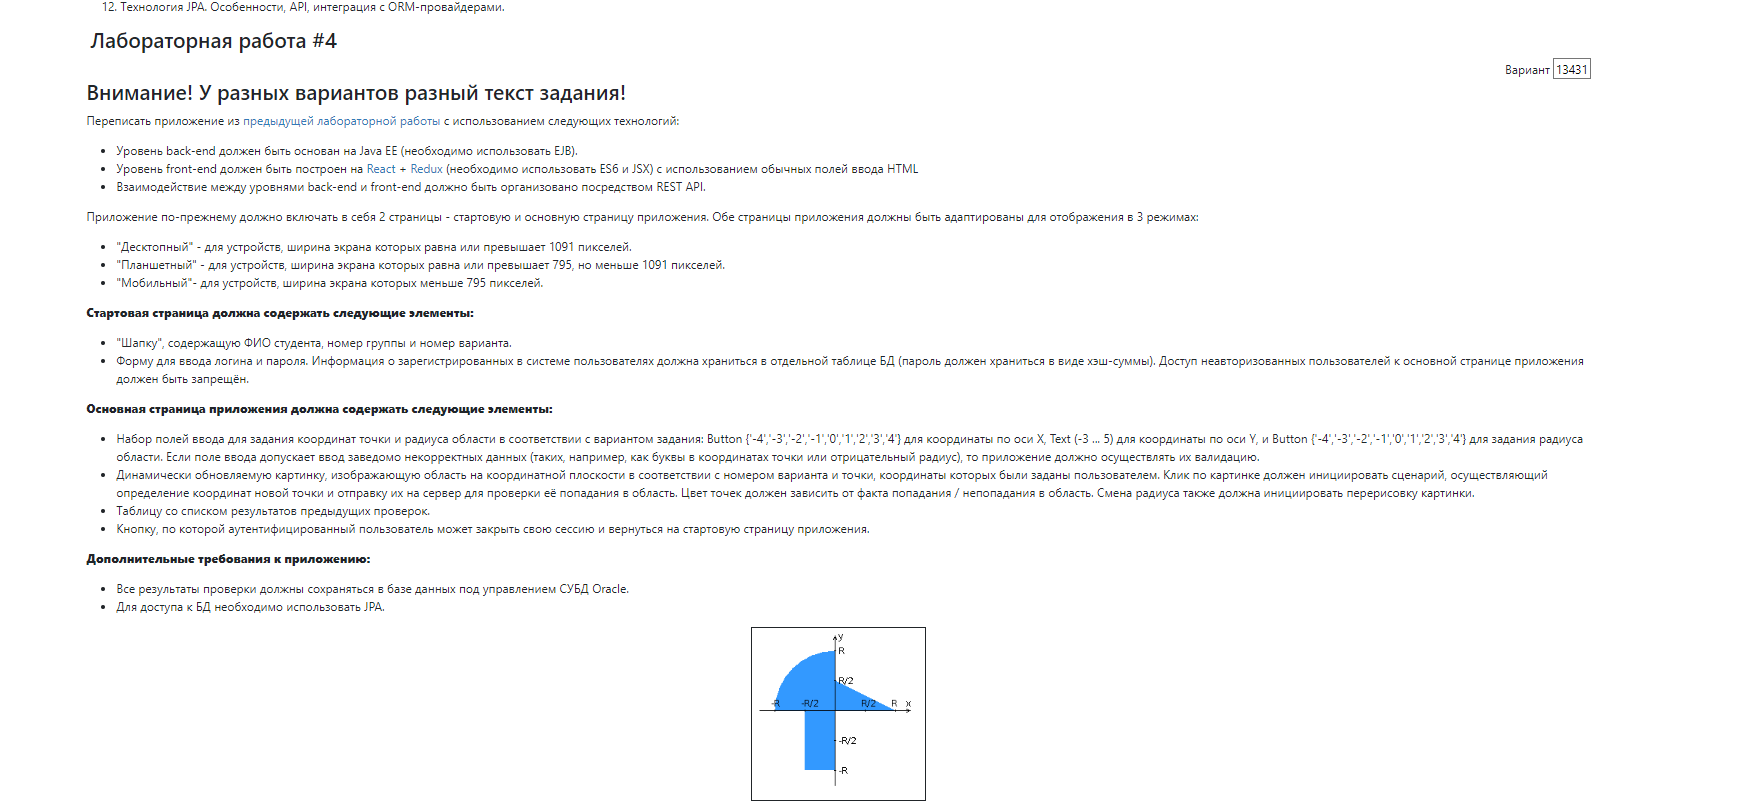 12. Технология JPA. Особенности, API, интеграция с ORM-провайдерами.
Лабораторная работа #4
Вариант 13431
Внимание! У разных вариантов разный текст задания!
Переписать приложение из предыдущей лабораторной работы с использованием следующих технологий:
• Уровень back-end должен быть основан на Java EE (необходимо использовать EJB).
• Уровень front-end должен быть построен на React + Redux (необходимо использовать ES6 и JSX) с использованием обычных полей ввода HTML
• Взаимодействие между уровнями back-end и front-end должно быть организовано посредством REST API.
Приложение по-прежнему должно включать в себя 2 страницы - стартовую и основную страницу приложения. Обе страницы приложения должны быть адаптированы для отображения в 3 режимах:
• "Десктопный" - для устройств, ширина экрана которых равна или превышает 1091 пикселей.
• "Планшетный" - для устройств, ширина экрана которых равна или превышает 795, но меньше 1091 пикселей.
• "Мобильный"- для устройств, ширина экрана которых меньше 795 пикселей.
Стартовая страница должна содержать следующие элементы:
• "Шапку", содержащую ФИО студента, номер группы и номер варианта.
• Форму для ввода логина и пароля. Информация о зарегистрированных в системе пользователях должна храниться в отдельной таблице БД (пароль должен храниться в виде хэш-суммы). Доступ неавторизованных пользователей к основной странице приложения
должен быть запрещён.
Основная страница приложения должна содержать следующие элементы:
• Набор полей ввода для задания координат точки и радиуса области в соответствии с вариантом задания: Button {'-4','-3','-2','-1','0','1','2','3','4'} для координаты по оси X, Text (-3 ... 5) для координаты по оси Y, и Button {'-4','-3','-2','-1','0','1','2','3','4'} для задания радиуса
области. Если поле ввода допускает ввод заведомо некорректных данных (таких, например, как буквы в координатах точки или отрицательный радиус), то приложение должно осуществлять их валидацию.
• Динамически обновляемую картинку, изображающую область на координатной плоскости в соответствии с номером варианта и точки, координаты которых были заданы пользователем. Клик по картинке должен инициировать сценарий, осуществляющий
определение координат новой точки и отправку их на сервер для проверки её попадания в область. Цвет точек должен зависить от факта попадания / непопадания в область. Смена радиуса также должна инициировать перерисовку картинки.
• Таблицу со списком результатов предыдущих проверок.
• Кнопку, по которой аутентифицированный пользователь может закрыть свою сессию и вернуться на стартовую страницу приложения.
Дополнительные требования к приложению:
• Все результаты проверки должны сохраняться в базе данных под управлением СУБД Oracle.
• Для доступа к БД необходимо использовать JPA.
y
R
R/2
-R -R/2 R/2 R x
-R/2
-R